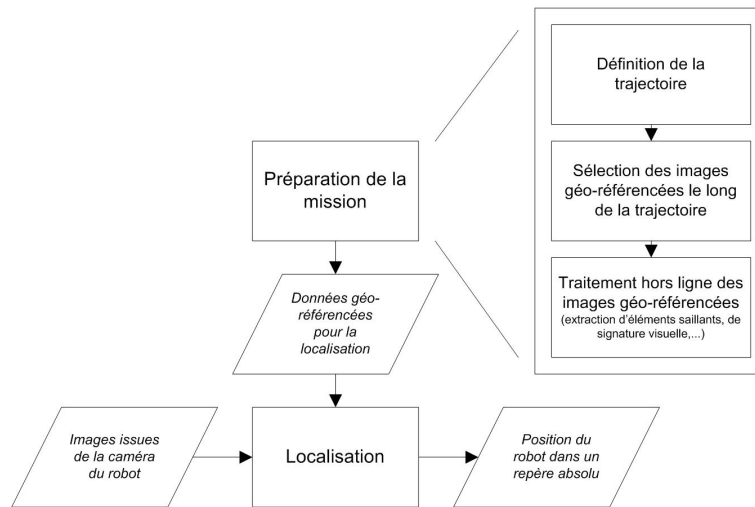 Définition de la
trajectoire
Sélection des images
géo-référencées le long
de la trajectoire
Traitement hors ligne des
images géo-référencées
(extraction d'éléments saillants, de
signature visuelle,...)
Préparation de la
mission
Données géo-
référencées
pour la
localisation
Images issues
de la caméra
du robot
Localisation
Position du
robot dans un
repère absolu